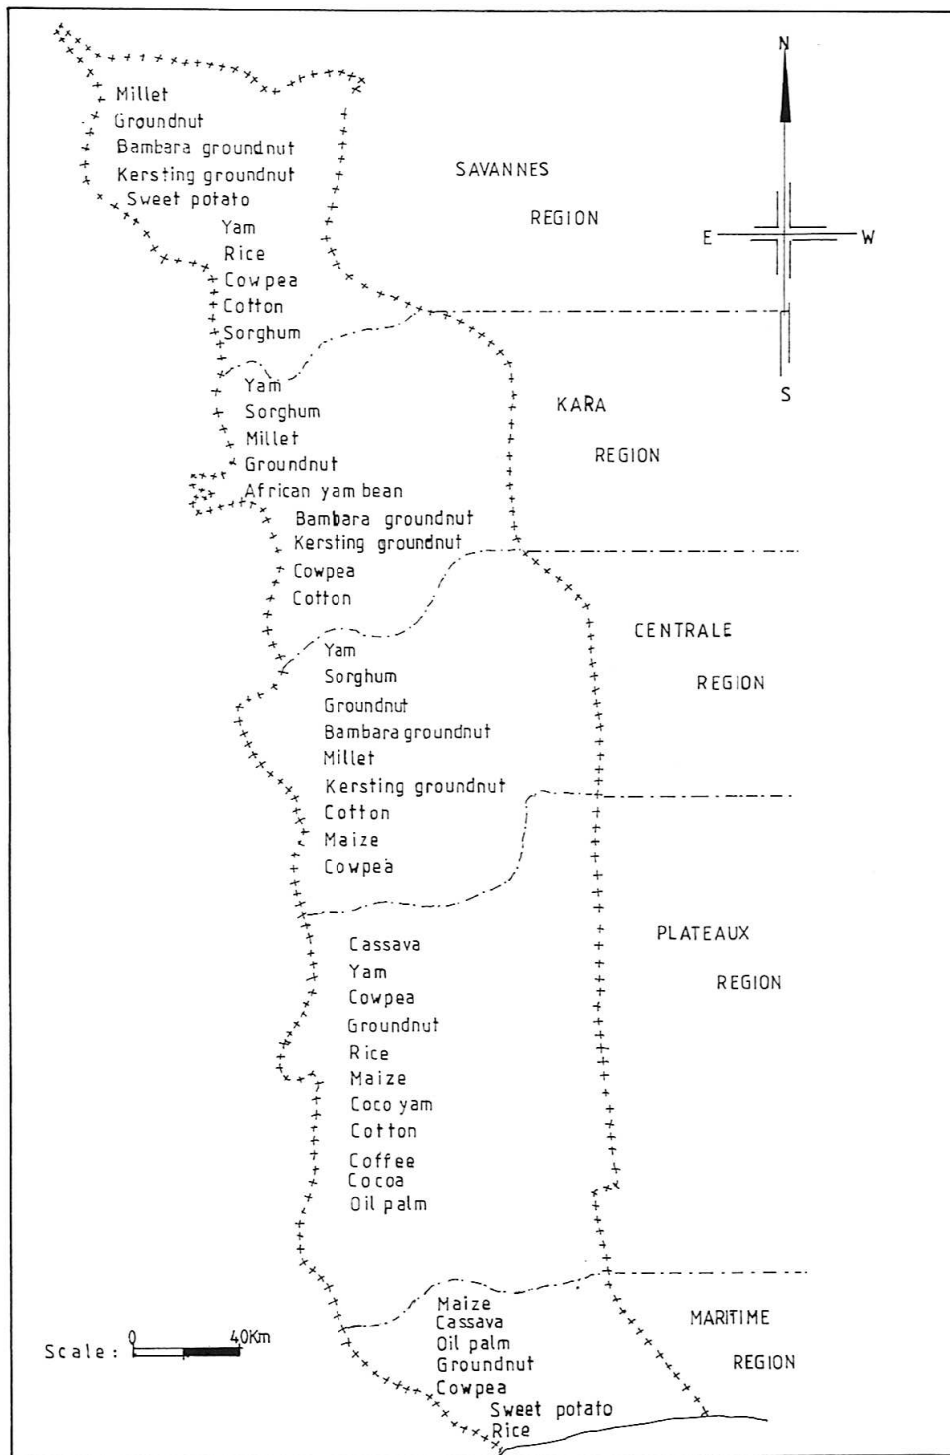 N
Millet
Groundnut
Bambara groundnut
Kersting groundnut
Sweet potato
Yam
Rice
Cowpea
Cotton
Sorghum
SAVANNES
REGION
E W
S
Yam
Sorghum
Millet
Groundnut
African yam bean
Bambara groundnut
Kersting groundnut
Cowpea
Cotton
KARA
REGION
Yam
Sorghum
Groundnut
Bambara groundnut
Millet
Kersting groundnut
Cotton
Maize
Cowpea
CENTRALE
REGION
Cassava
Yam
Cowpea
Groundnut
Rice
Maize
Coco yam
Cotton
Coffee
Cocoa
Oil palm
PLATEAUX
REGION
Maize
Cassava
Oil palm
Groundnut
Cowpea
Sweet potato
Rice
MARITIME
REGION
0 40Km
Scale: